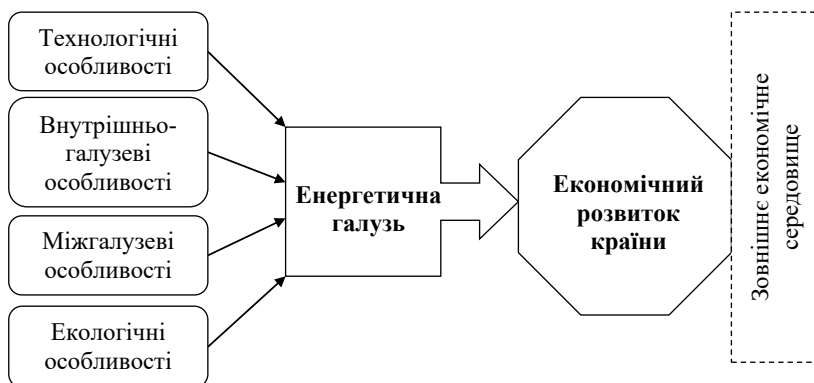 Технологічні
особливості
Внутрішньо-
галузеві
особливості
Міжгалузеві
особливості
Екологічні
особливості
Енергетична
галузь
Економічний
розвиток
країни
Зовнішнє економічне
середовище